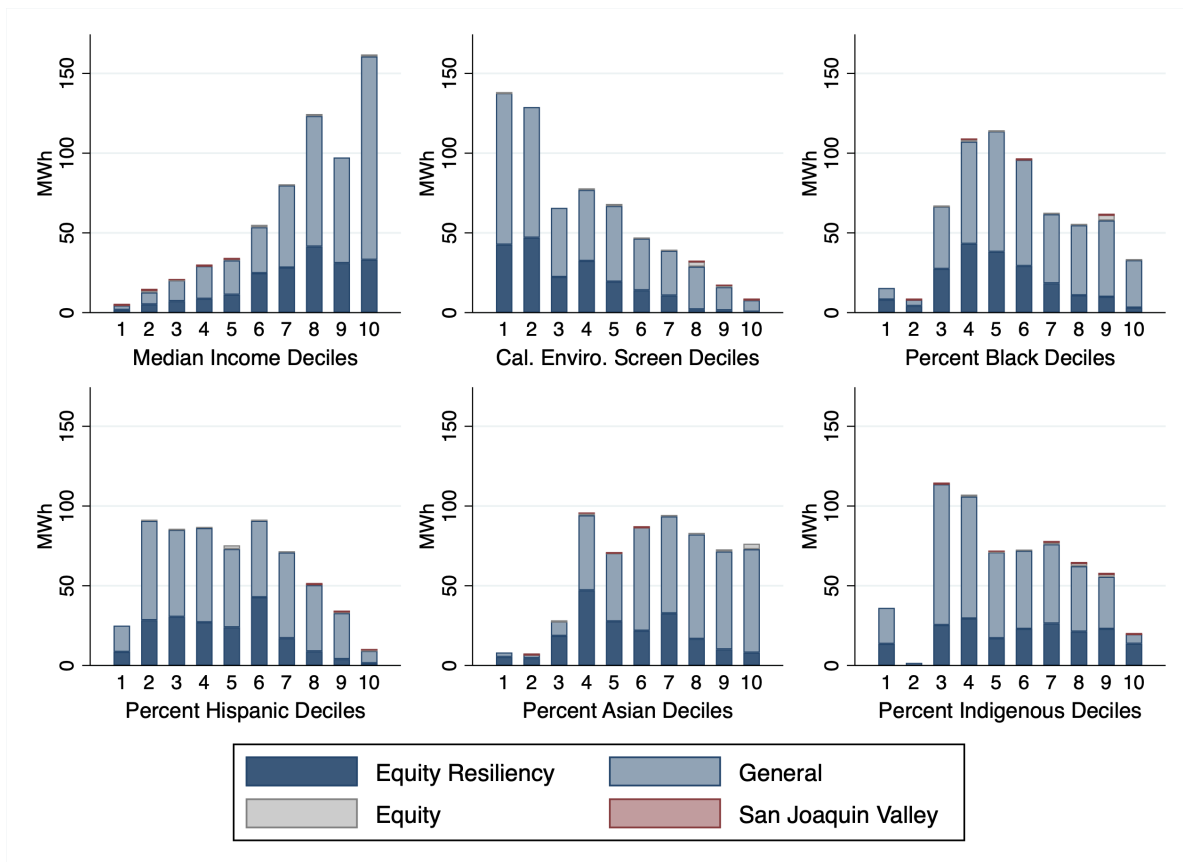 MWh
150
100
50
0
1 2 3 4 5 6 7 8 9 10
Median Income Deciles
MWh
150
100
50
0
1 2 3 4 5 6 7 8 9 10
Cal. Enviro. Screen Deciles
MWh
150
100
50
0
1 2 3 4 5 6 7 8 9 10
Percent Black Deciles
MWh
150
100
50
0
1 2 3 4 5 6 7 8 9 10
Percent Hispanic Deciles
MWh
150
100
50
0
1 2 3 4 5 6 7 8 9 10
Percent Asian Deciles
MWh
150
100
50
0
1 2 3 4 5 6 7 8 9 10
Percent Indigenous Deciles
Equity Resiliency
General
Equity
San Joaquin Valley